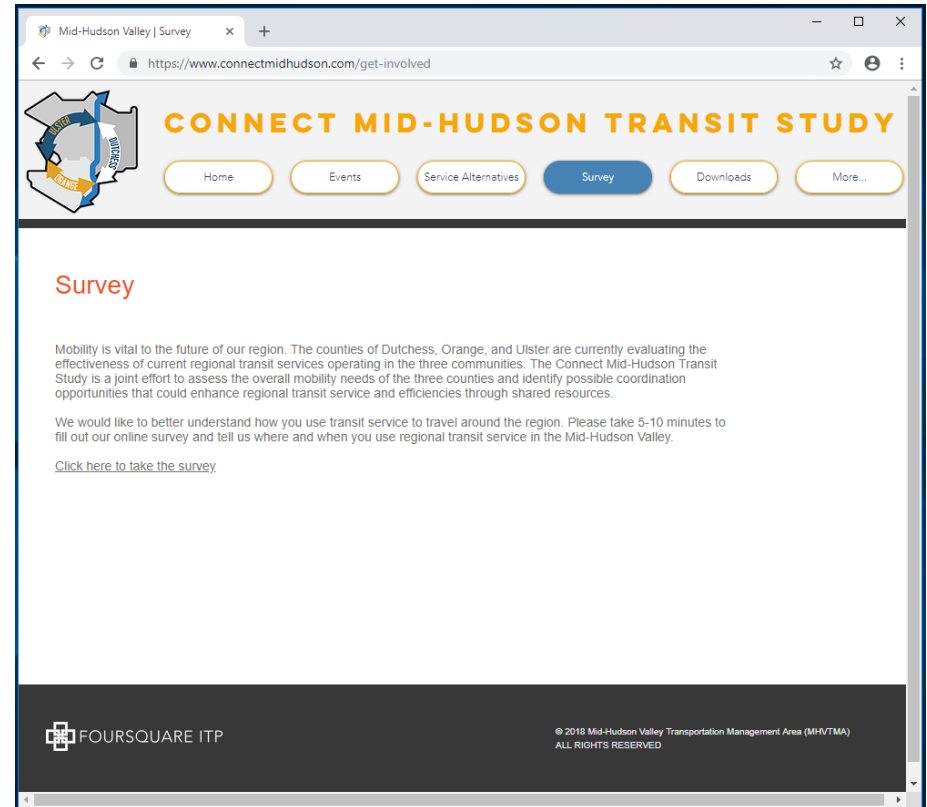 Mid-Hudson Valley | Survey
https://www.connectmidhudson.com/get-involved
ULSTER
DUTCHESS
ORANGE
CONNECT MID-HUDSON TRANSIT STUDY
Home
Events
Service Alternatives
Survey
Downloads
More...
Survey
Mobility is vital to the future of our region. The counties of Dutchess, Orange, and Ulster are currently evaluating the
effectiveness of current regional transit services operating in the three communities. The Connect Mid-Hudson Transit
Study is a joint effort to assess the overall mobility needs of the three counties and identify possible coordination
opportunities that could enhance regional transit service and efficiencies through shared resources.
We would like to better understand how you use transit service to travel around the region. Please take 5-10 minutes to
fill out our online survey and tell us where and when you use regional transit service in the Mid-Hudson Valley.
Click here to take the survey
FOURSQUARE ITP
© 2018 Mid-Hudson Valley Transportation Management Area (MHVTMA)
ALL RIGHTS RESERVED